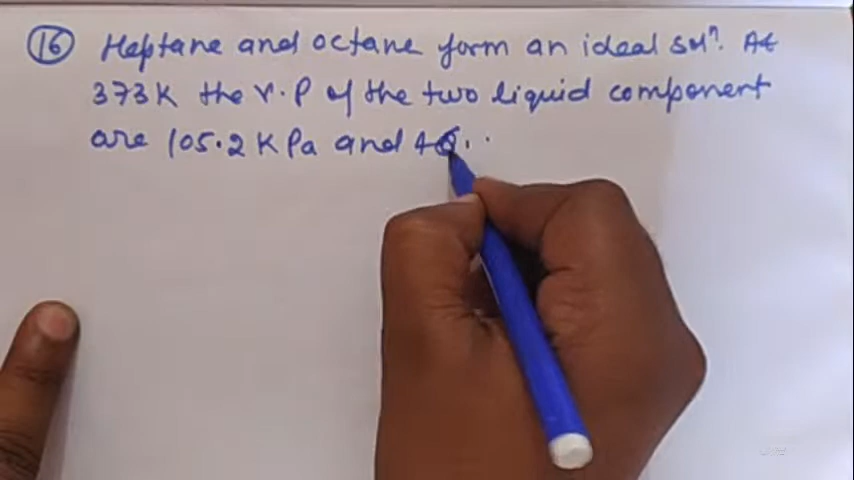 16 Heptane and octane form an ideal solⁿ. At
373K the V.P of the two liquid component
are 105.2 KPa and